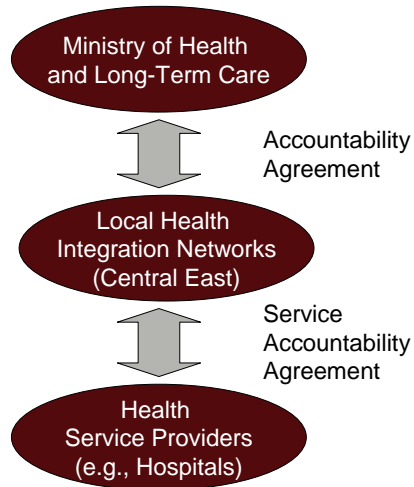 Ministry of Health
and Long-Term Care
Accountability
Agreement
Local Health
Integration Networks
(Central East)
Service
Accountability
Agreement
Health
Service Providers
(e.g., Hospitals)